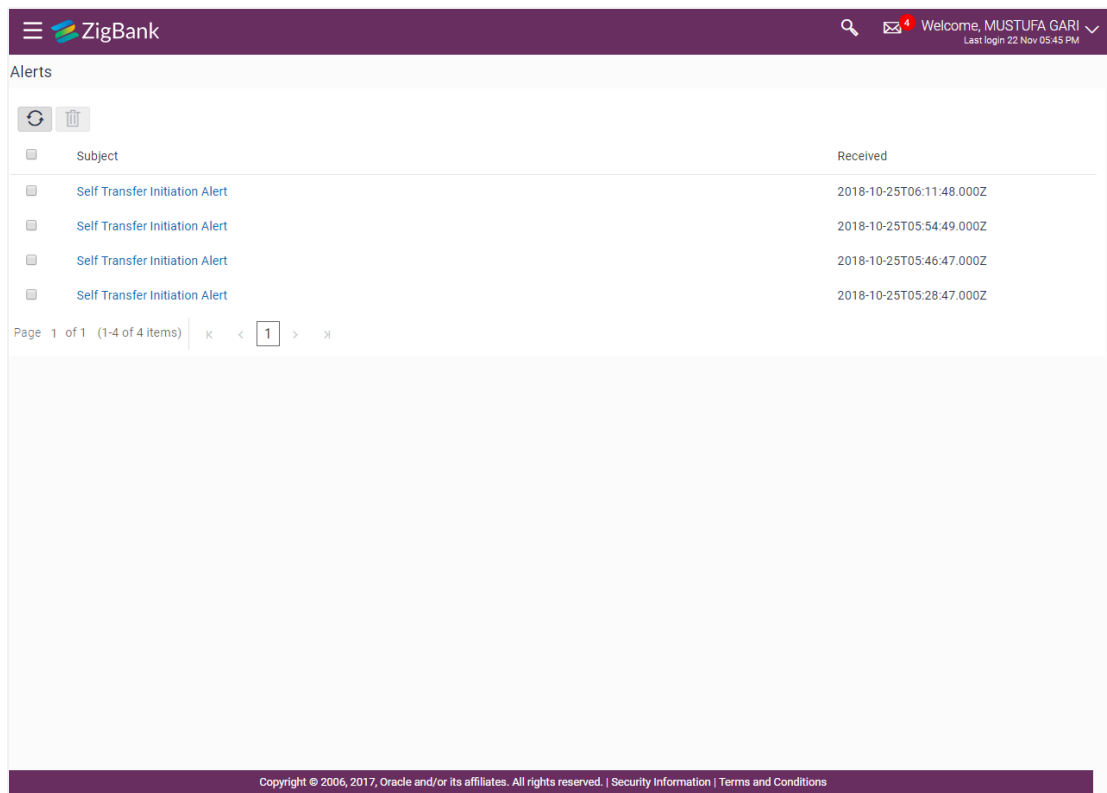 ZigBank
4
Welcome, MUSTUFA GARI
Last login 22 Nov 05:45 PM
Alerts
Subject Received
Self Transfer Initiation Alert 2018-10-25T06:11:48.000Z
Self Transfer Initiation Alert 2018-10-25T05:54:49.000Z
Self Transfer Initiation Alert 2018-10-25T05:46:47.000Z
Self Transfer Initiation Alert 2018-10-25T05:28:47.000Z
Page 1 of 1 (1-4 of 4 items) 1
Copyright © 2006, 2017, Oracle and/or its affiliates. All rights reserved. | Security Information | Terms and Conditions